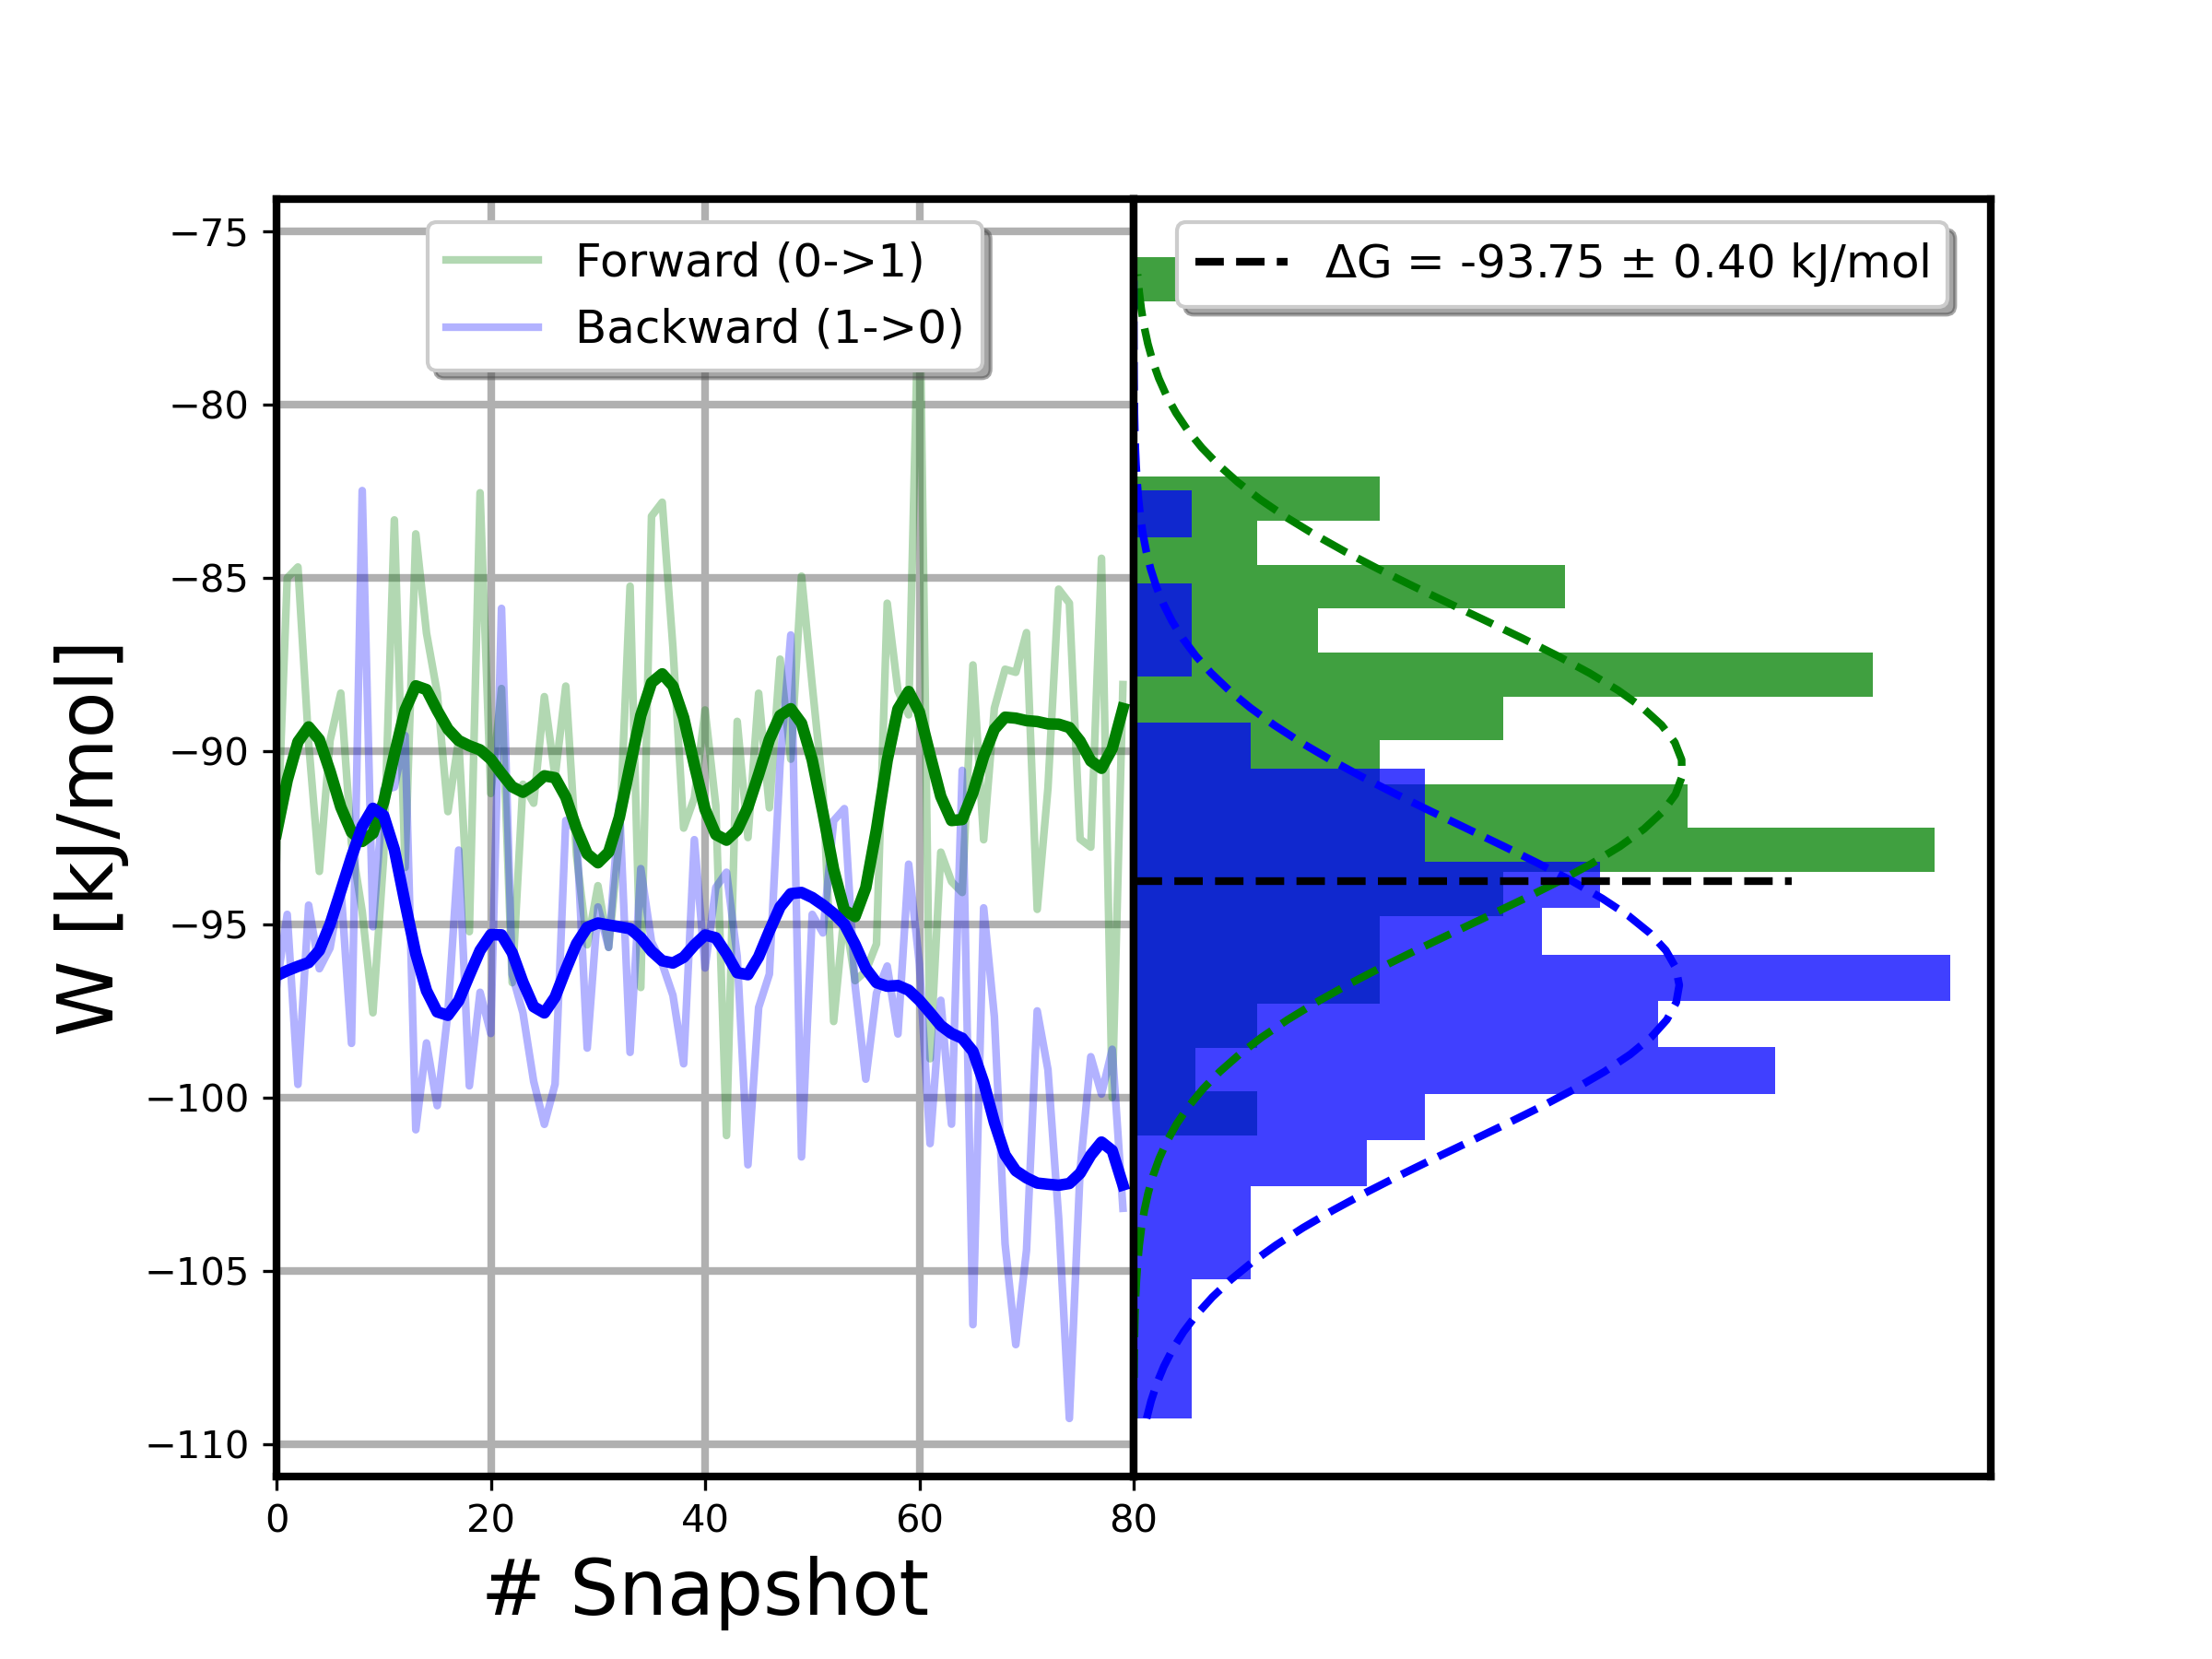 Forward (0->1)
Backward (1->0)
ΔG = -93.75 ± 0.40 kJ/mol
−75
−80
−85
−90
−95
−100
−105
−110
W [kJ/mol]
0 20 40 60 80
# Snapshot